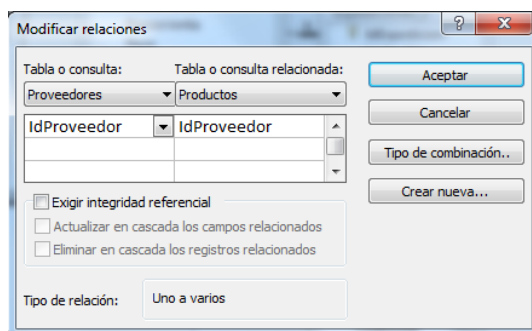 Modificar relaciones
Tabla o consulta: Tabla o consulta relacionada:
Proveedores Productos
IdProveedor IdProveedor
Exigir integridad referencial
Actualizar en cascada los campos relacionados
Eliminar en cascada los registros relacionados
Tipo de relación: Uno a varios
Aceptar
Cancelar
Tipo de combinación..
Crear nueva...